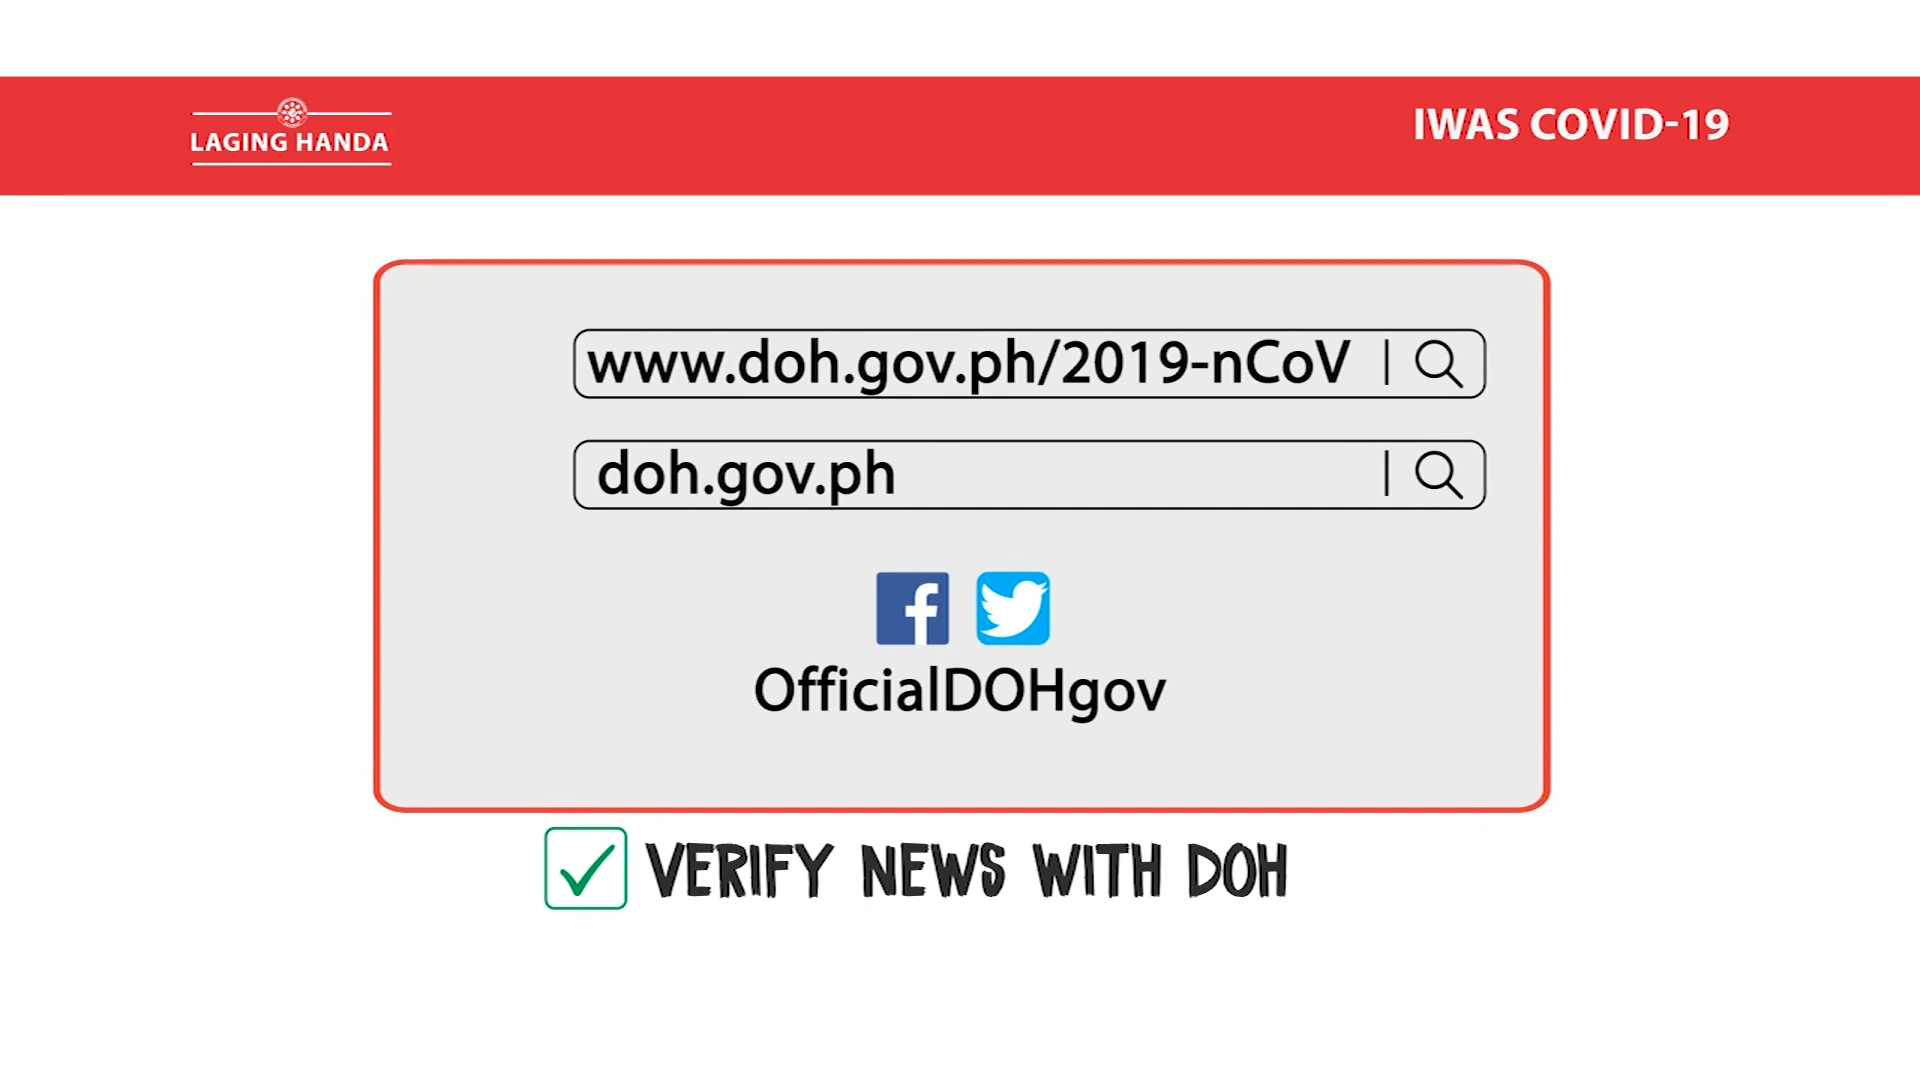 LAGING HANDA
IWAS COVID-19
www.doh.gov.ph/2019-nCoV
doh.gov.ph
OfficialDOHgov
VERIFY NEWS WITH DOH